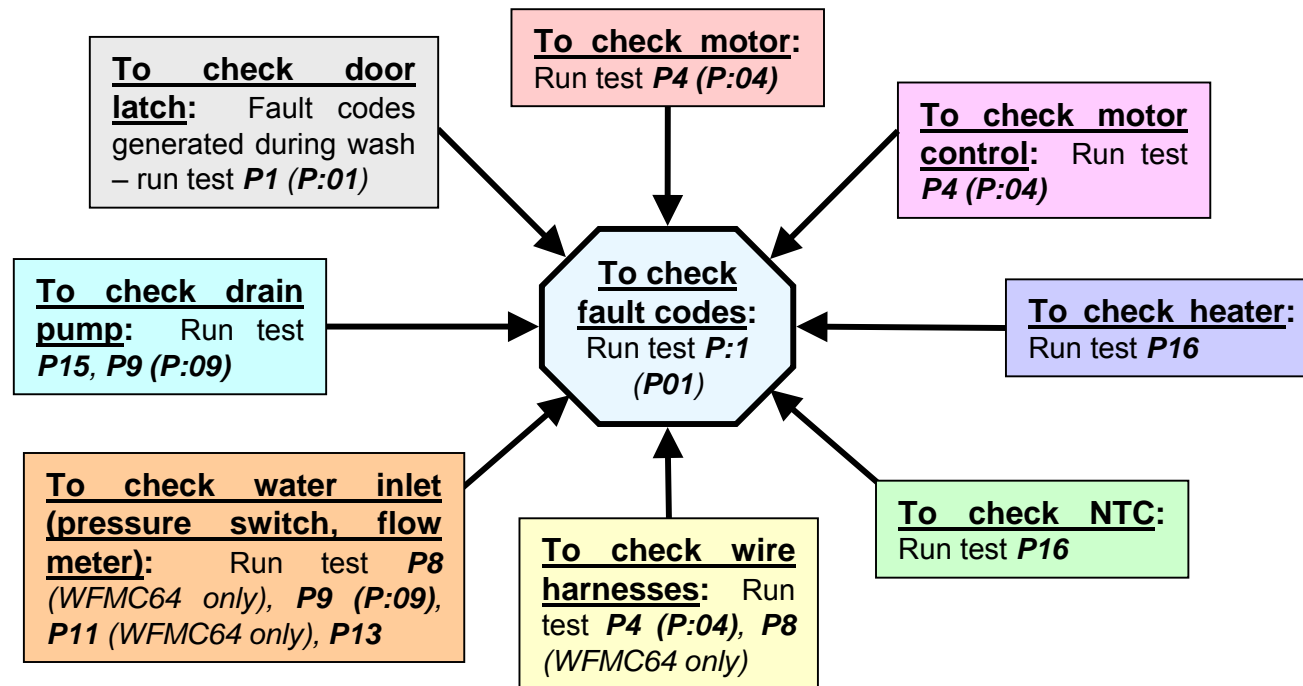 To check motor:
Run test P4 (P:04)
To check door
latch: Fault codes
generated during wash
– run test P1 (P:01)
To check motor
control: Run test
P4 (P:04)
To check
fault codes:
Run test P:1
(P01)
To check drain
pump: Run test
P15, P9 (P:09)
To check heater:
Run test P16
To check water inlet
(pressure switch, flow
meter): Run test P8
(WFMC64 only), P9 (P:09),
P11 (WFMC64 only), P13
To check wire
harnesses: Run
test P4 (P:04), P8
(WFMC64 only)
To check NTC:
Run test P16